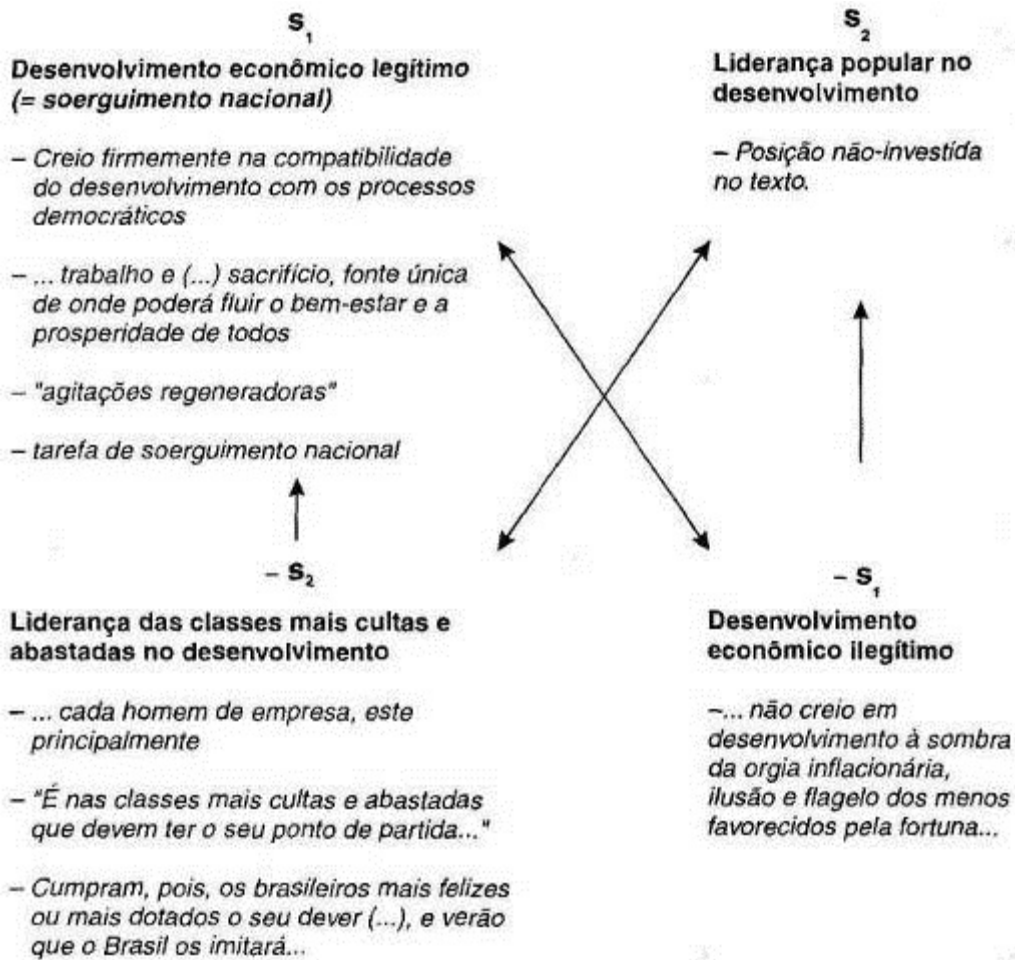 S₁
Desenvolvimento econômico legítimo
(= soerguimento nacional)
– Creio firmemente na compatibilidade
do desenvolvimento com os processos
democráticos
– ... trabalho e (...) sacrifício, fonte única
de onde poderá fluir o bem-estar e a
prosperidade de todos
– "agitações regeneradoras"
– tarefa de soerguimento nacional
S₂
Liderança popular no
desenvolvimento
– Posição não-investida
no texto.
– S₂
Liderança das classes mais cultas e
abastadas no desenvolvimento
– ... cada homem de empresa, este
principalmente
– "É nas classes mais cultas e abastadas
que devem ter o seu ponto de partida..."
– Cumpram, pois, os brasileiros mais felizes
ou mais dotados o seu dever (...), e verão
que o Brasil os imitará...
– S₁
Desenvolvimento
econômico ilegítimo
–... não creio em
desenvolvimento à sombra
da orgia inflacionária,
ilusão e flagelo dos menos
favorecidos pela fortuna...